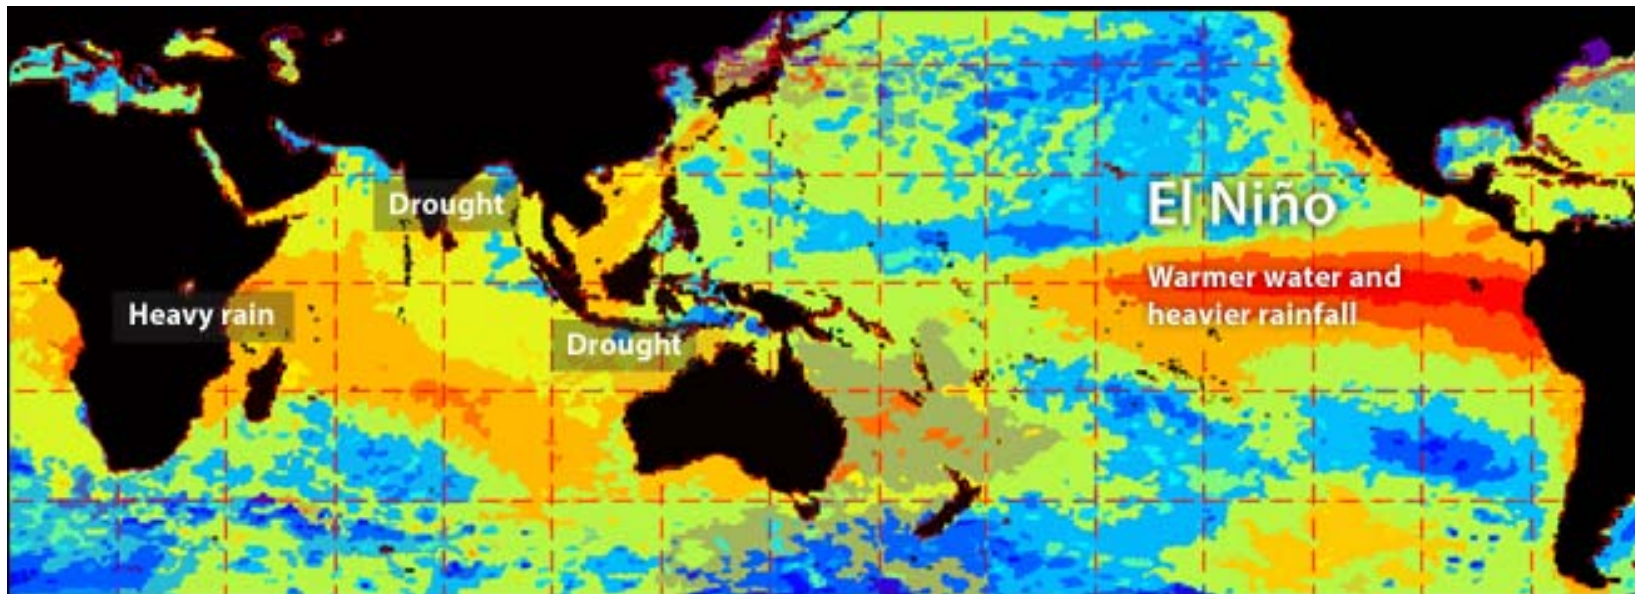 Drought
El Niño
Warmer water and
heavier rainfall
Heavy rain
Drought